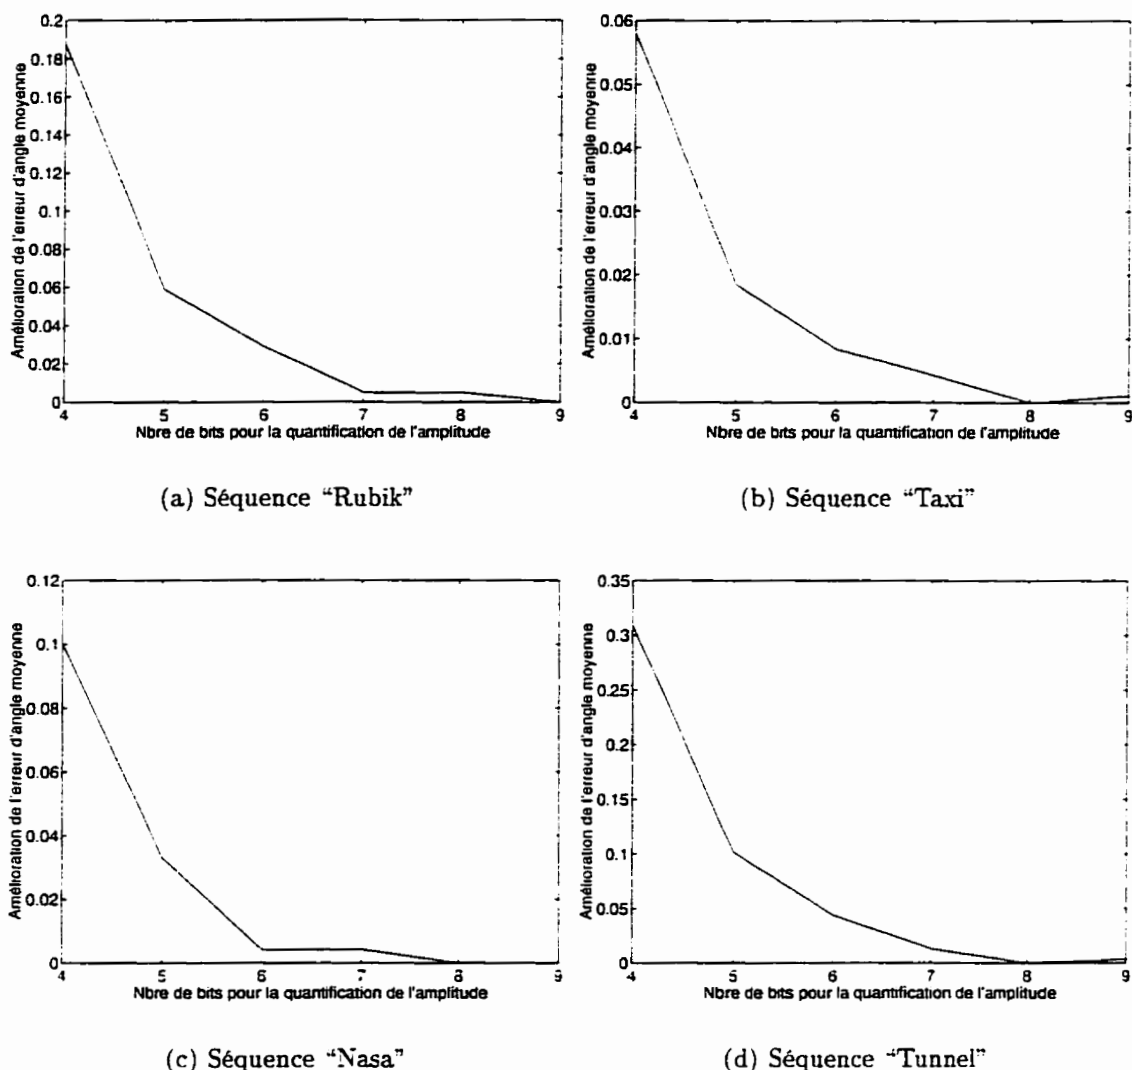 0.2
0.18
0.16
0.14
0.12
0.1
0.08
0.06
0.04
0.02
0
Amélioration de l'erreur d'angle moyenne
4 5 6 7 8 9
Nbre de bits pour la quantification de l'amplitude
(a) Séquence "Rubik"
0.06
0.05
0.04
0.03
0.02
0.01
0
Amélioration de l'erreur d'angle moyenne
4 5 6 7 8 9
Nbre de bits pour la quantification de l'amplitude
(b) Séquence "Taxi"
0.12
0.1
0.08
0.06
0.04
0.02
0
Amélioration de l'erreur d'angle moyenne
4 5 6 7 8 9
Nbre de bits pour la quantification de l'amplitude
(c) Séquence "Nasa"
0.35
0.3
0.25
0.2
0.15
0.1
0.05
0
Amélioration de l'erreur d'angle moyenne
4 5 6 7 8 9
Nbre de bits pour la quantification de l'amplitude
(d) Séquence "Tunnel"